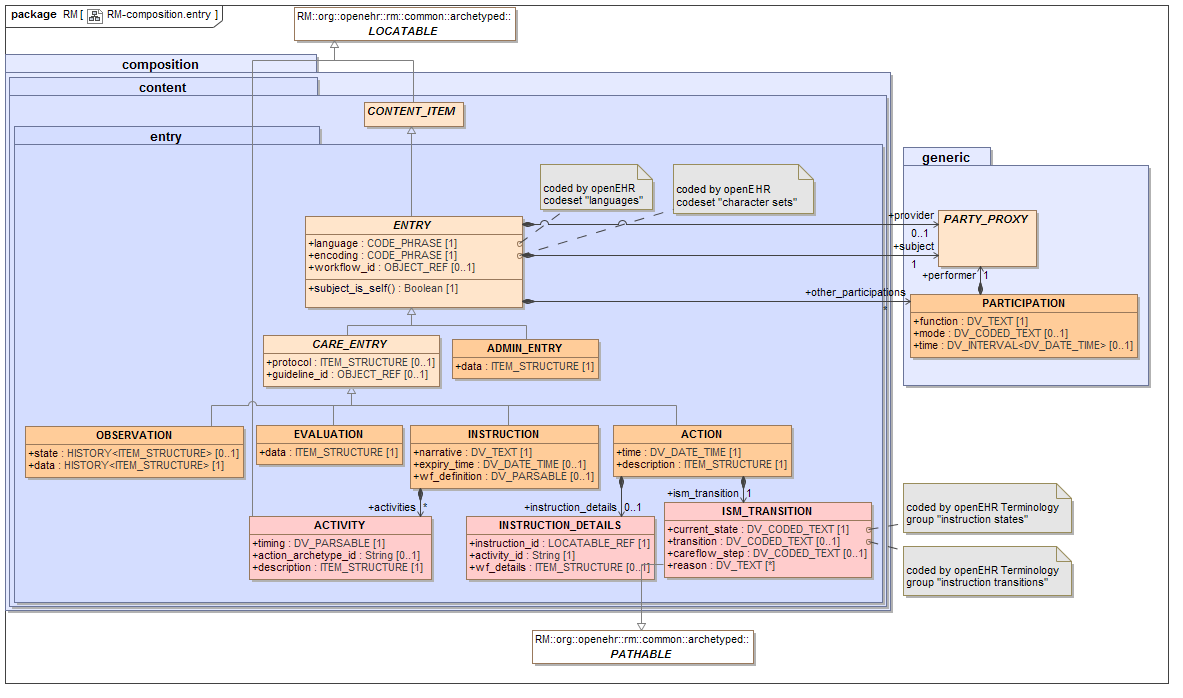 package RM [ RM-composition.entry ]
RM::org::openehr::rm::common::archetyped::
LOCATABLE
composition
content
CONTENT_ITEM
entry
generic
coded by openEHR
codeset "languages"
coded by openEHR
codeset "character sets"
ENTRY
+language : CODE_PHRASE [1]
+encoding : CODE_PHRASE [1]
+workflow_id : OBJECT_REF [0..1]
+subject_is_self() : Boolean [1]
+provider
0..1
+subject
1
PARTY_PROXY
+performer
1
+other_participations
*
PARTICIPATION
+function : DV_TEXT [1]
+mode : DV_CODED_TEXT [0..1]
+time : DV_INTERVAL<DV_DATE_TIME> [0..1]
CARE_ENTRY
+protocol : ITEM_STRUCTURE [0..1]
+guideline_id : OBJECT_REF [0..1]
ADMIN_ENTRY
+data : ITEM_STRUCTURE [1]
OBSERVATION
+state : HISTORY<ITEM_STRUCTURE> [0..1]
+data : HISTORY<ITEM_STRUCTURE> [1]
EVALUATION
+data : ITEM_STRUCTURE [1]
INSTRUCTION
+narrative : DV_TEXT [1]
+expiry_time : DV_DATE_TIME [0..1]
+wf_definition : DV_PARSABLE [0..1]
ACTION
+time : DV_DATE_TIME [1]
+description : ITEM_STRUCTURE [1]
+activities
*
+instruction_details
0..1
+ism_transition
1
ACTIVITY
+timing : DV_PARSABLE [1]
+action_archetype_id : String [0..1]
+description : ITEM_STRUCTURE [1]
INSTRUCTION_DETAILS
+instruction_id : LOCATABLE_REF [1]
+activity_id : String [1]
+wf_details : ITEM_STRUCTURE [0..1]
ISM_TRANSITION
+current_state : DV_CODED_TEXT [1]
+transition : DV_CODED_TEXT [0..1]
+careflow_step : DV_CODED_TEXT [0..1]
+reason : DV_TEXT [*]
coded by openEHR Terminology
group "instruction states"
coded by openEHR Terminology
group "instruction transitions"
RM::org::openehr::rm::common::archetyped::
PATHABLE